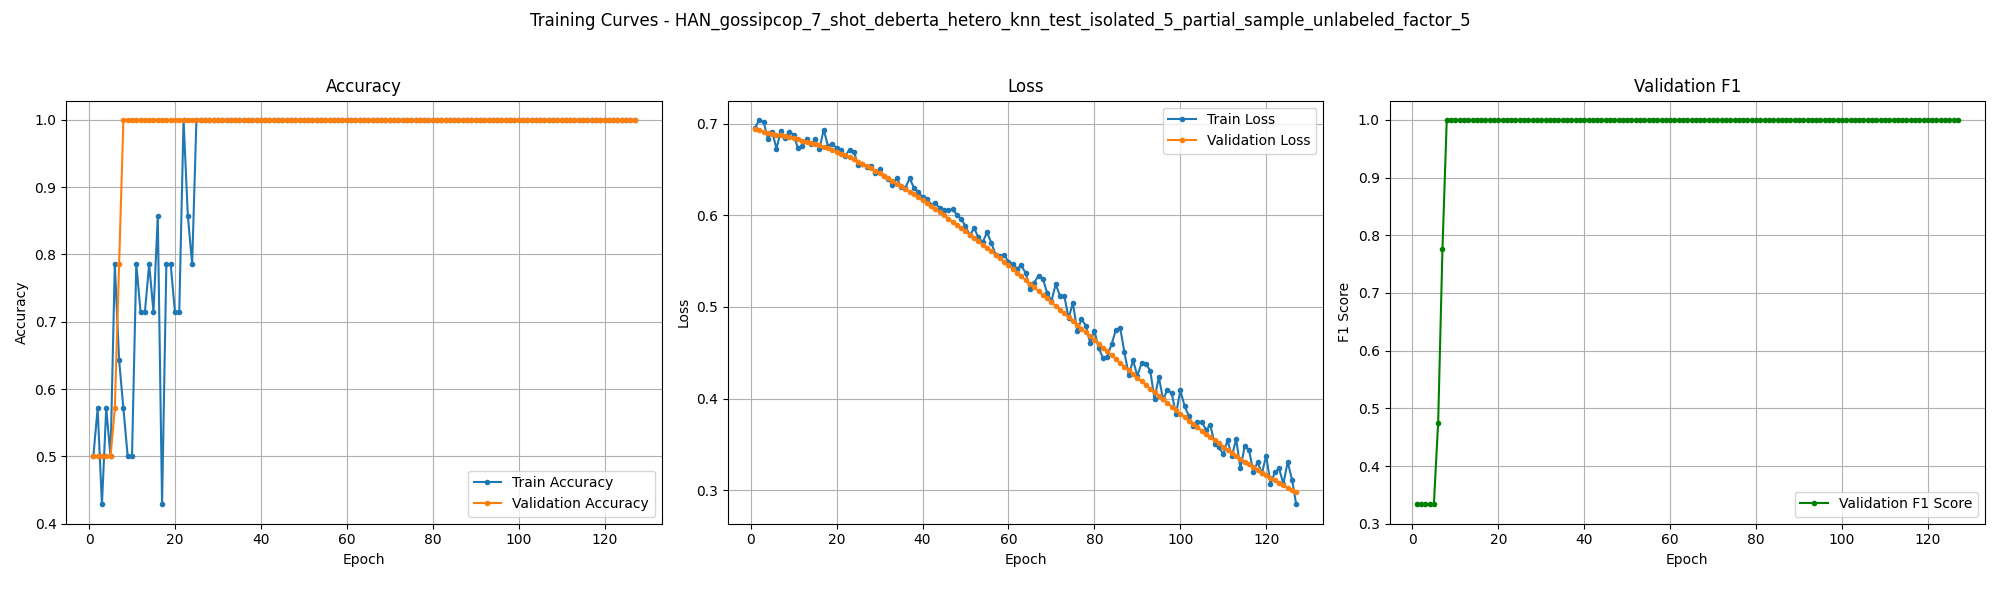 Training Curves - HAN_gossipcop_7_shot_deberta_hetero_knn_test_isolated_5_partial_sample_unlabeled_factor_5
Accuracy
1.0
0.9
0.8
0.7
0.6
0.5
0.4
Accuracy
0 20 40 60 80 100 120
Epoch
Train Accuracy
Validation Accuracy
Loss
0.7
0.6
0.5
0.4
0.3
Loss
0 20 40 60 80 100 120
Epoch
Train Loss
Validation Loss
Validation F1
1.0
0.9
0.8
0.7
0.6
0.5
0.4
0.3
F1 Score
0 20 40 60 80 100 120
Epoch
Validation F1 Score